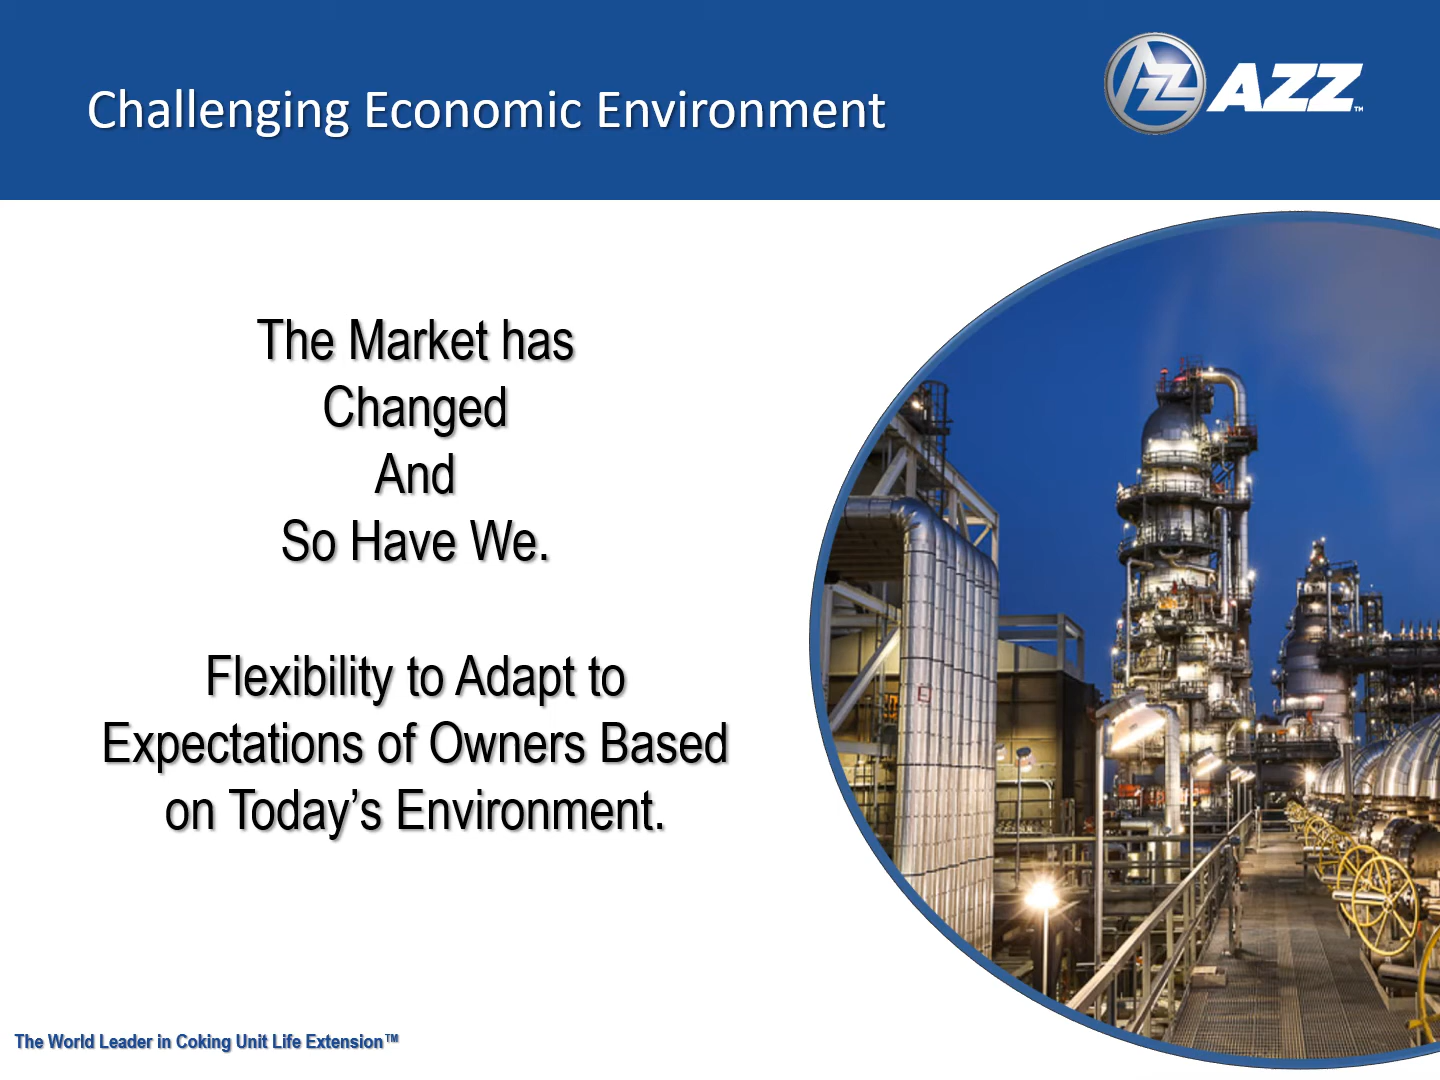 Challenging Economic Environment
AZZ™
The Market has
Changed
And
So Have We.
Flexibility to Adapt to
Expectations of Owners Based
on Today’s Environment.
The World Leader in Coking Unit Life Extension™